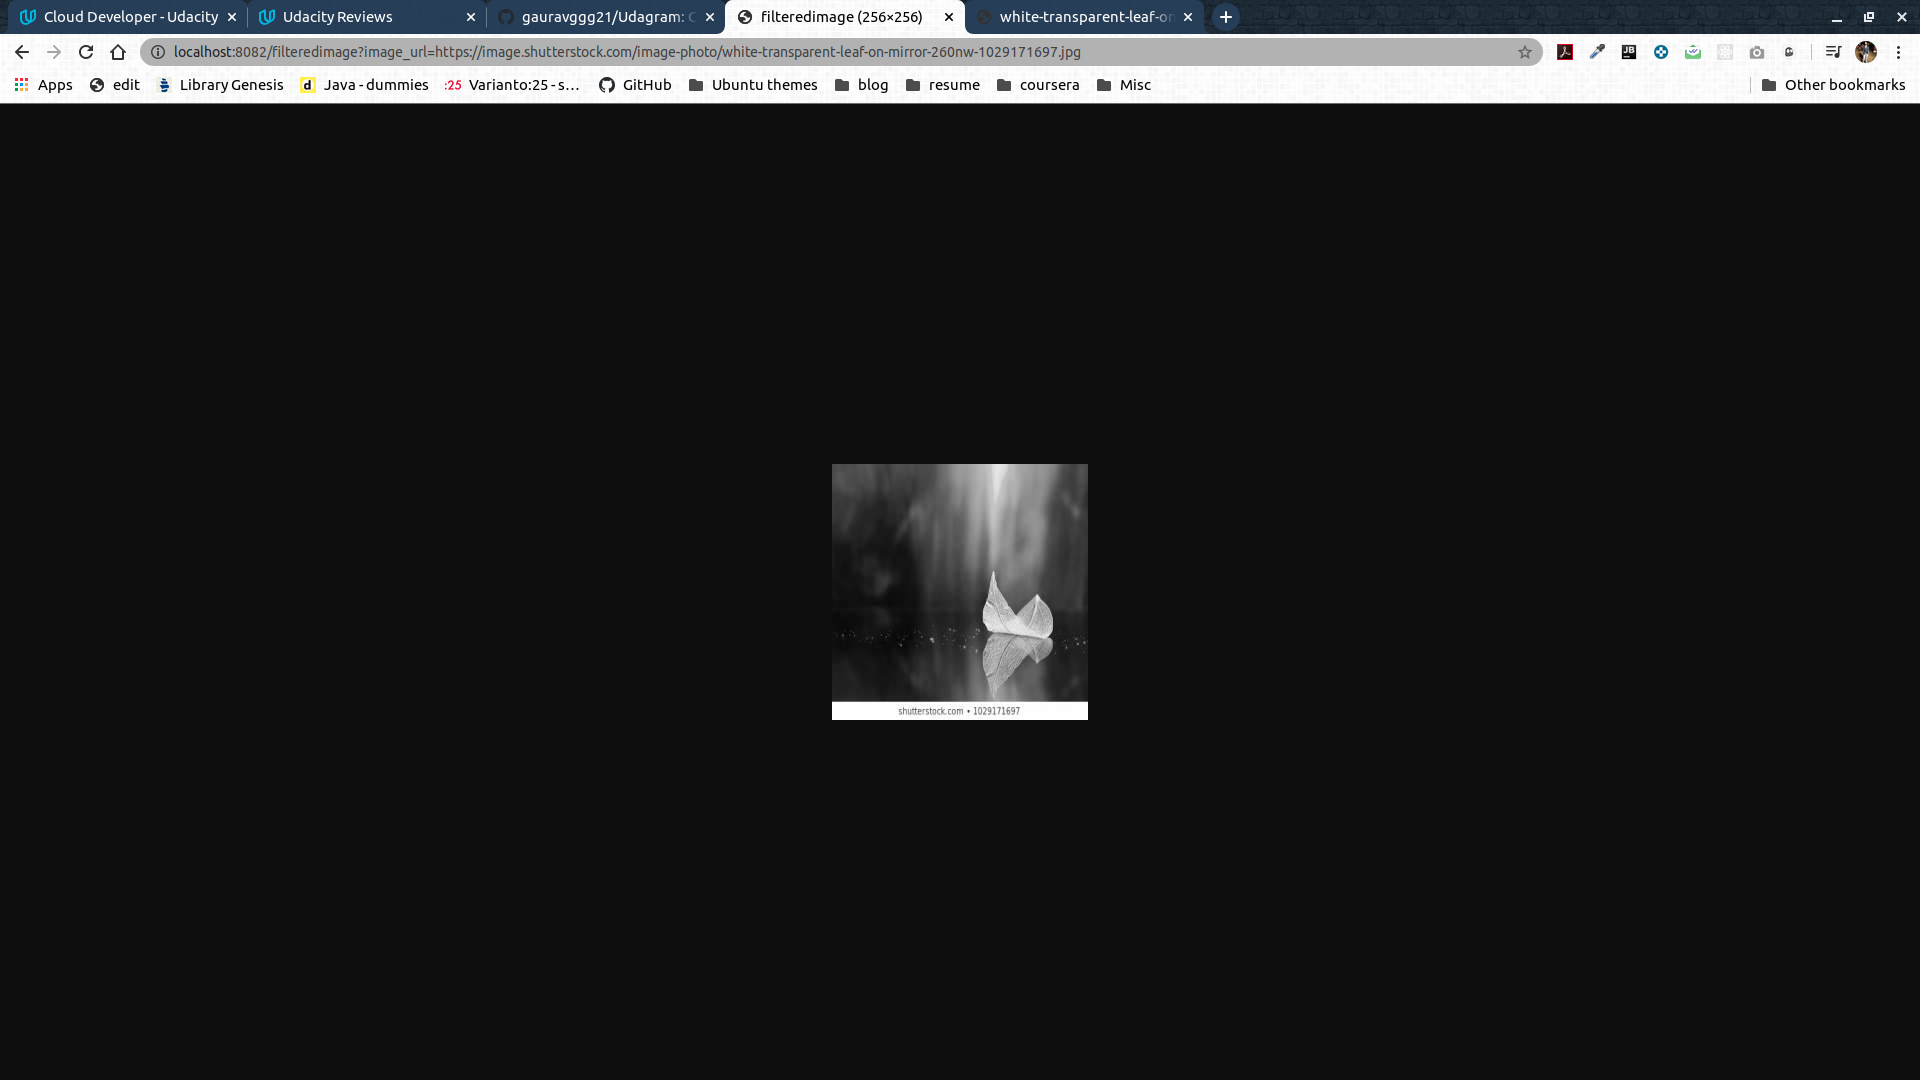 Cloud Developer - Udacity
Udacity Reviews
gauravggg21/Udagram: C
filteredimage (256×256)
white-transparent-leaf-on
localhost:8082/filteredimage?image_url=https://image.shutterstock.com/image-photo/white-transparent-leaf-on-mirror-260nw-1029171697.jpg
Apps edit Library Genesis d Java - dummies :25 Varianto:25 - s… GitHub Ubuntu themes blog resume coursera Misc Other bookmarks
JB
shutterstock.com • 1029171697